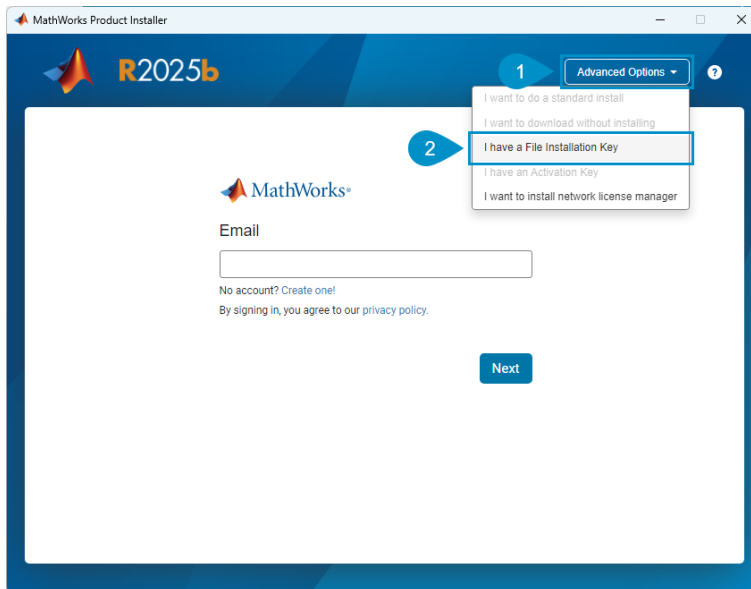 MathWorks Product Installer
R2025b
1
Advanced Options
?
I want to do a standard install
I want to download without installing
2
I have a File Installation Key
I have an Activation Key
I want to install network license manager
MathWorks®
Email
No account? Create one!
By signing in, you agree to our privacy policy.
Next